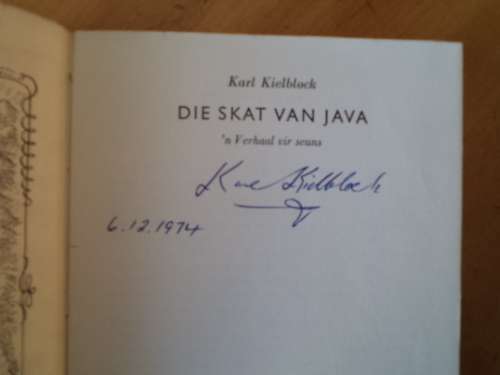 Karl Kielblock
DIE SKAT VAN JAVA
'n Verhaal vir seuns
Karl Kielblock
6.12.1974